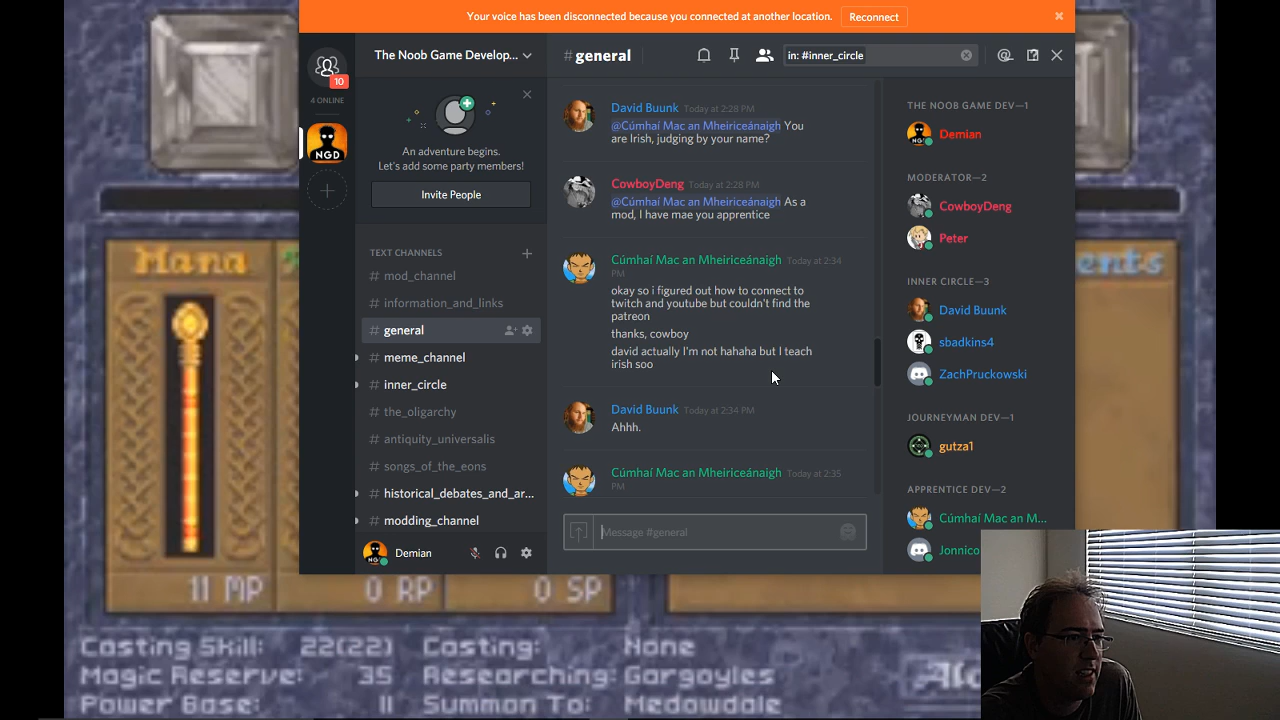 Your voice has been disconnected because you connected at another location. Reconnect
10
4 ONLINE
NGD
The Noob Game Develop...
An adventure begins.
Let's add some party members!
Invite People
TEXT CHANNELS
# mod_channel
# information_and_links
# general
# meme_channel
# inner_circle
# the_oligarchy
# antiquity_universalis
# songs_of_the_eons
# historical_debates_and_ar...
# modding_channel
Demian
#general
in: #inner_circle
David Buunk Today at 2:28 PM
@Cúmhaí Mac an Mheiriceánaigh You
are Irish, judging by your name?
CowboyDeng Today at 2:28 PM
@Cúmhaí Mac an Mheiriceánaigh As a
mod, I have mae you apprentice
Cúmhaí Mac an Mheiriceánaigh Today at 2:34
PM
okay so i figured out how to connect to
twitch and youtube but couldn't find the
patreon
thanks, cowboy
david actually I'm not hahaha but I teach
irish soo
David Buunk Today at 2:34 PM
Ahhh.
Cúmhaí Mac an Mheiriceánaigh Today at 2:35
PM
Message #general
THE NOOB GAME DEV—1
Demian
MODERATOR—2
CowboyDeng
Peter
INNER CIRCLE—3
David Buunk
sbadkins4
ZachPruckowski
JOURNEYMAN DEV—1
gutza1
APPRENTICE DEV—2
Cúmhaí Mac an M...
Jonnico
Mana
ents
11 MP
0 RP
0 SP
Casting Skill: 22(22)
Magic Reserve: 35
Power Base: 11
Casting: None
Researching: Gargoyles
Summon To: Medowdale